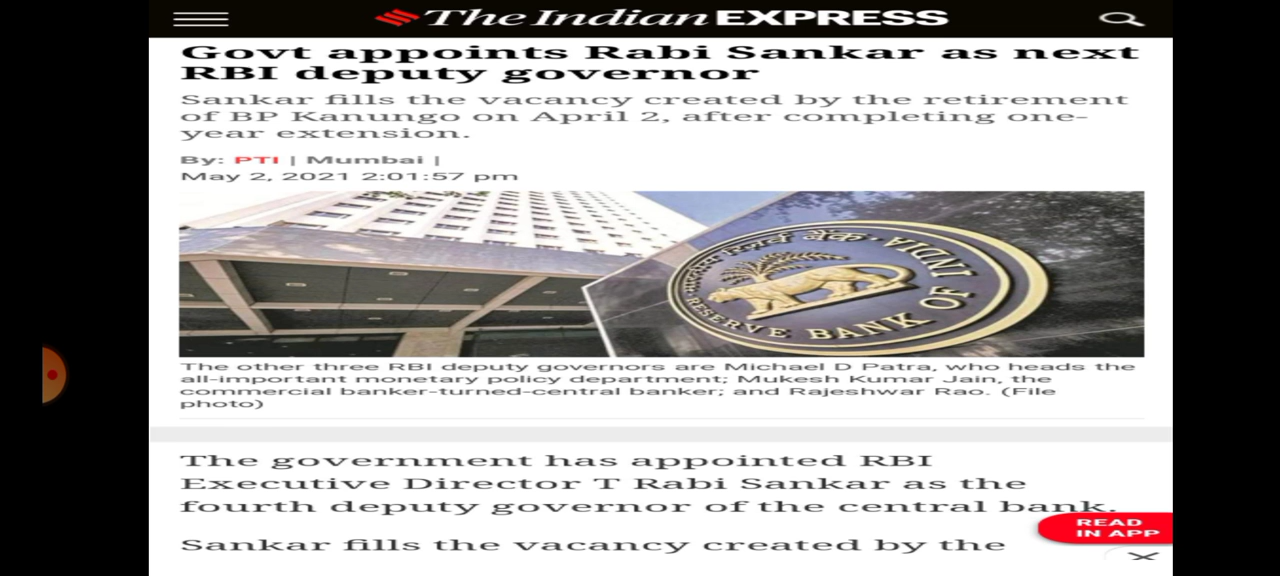 The Indian EXPRESS
Govt appoints Rabi Sankar as next
RBI deputy governor
Sankar fills the vacancy created by the retirement
of BP Kanungo on April 2, after completing one-
year extension.
By: PTI | Mumbai |
May 2, 2021 2:01:57 pm
भारतीय रिज़र्व बैंक • INDIA
RESERVE BANK OF
The other three RBI deputy governors are Michael D Patra, who heads the
all-important monetary policy department; Mukesh Kumar Jain, the
commercial banker-turned-central banker; and Rajeshwar Rao. (File
photo)
The government has appointed RBI
Executive Director T Rabi Sankar as the
fourth deputy governor of the central bank.
READ
IN APP
Sankar fills the vacancy created by the